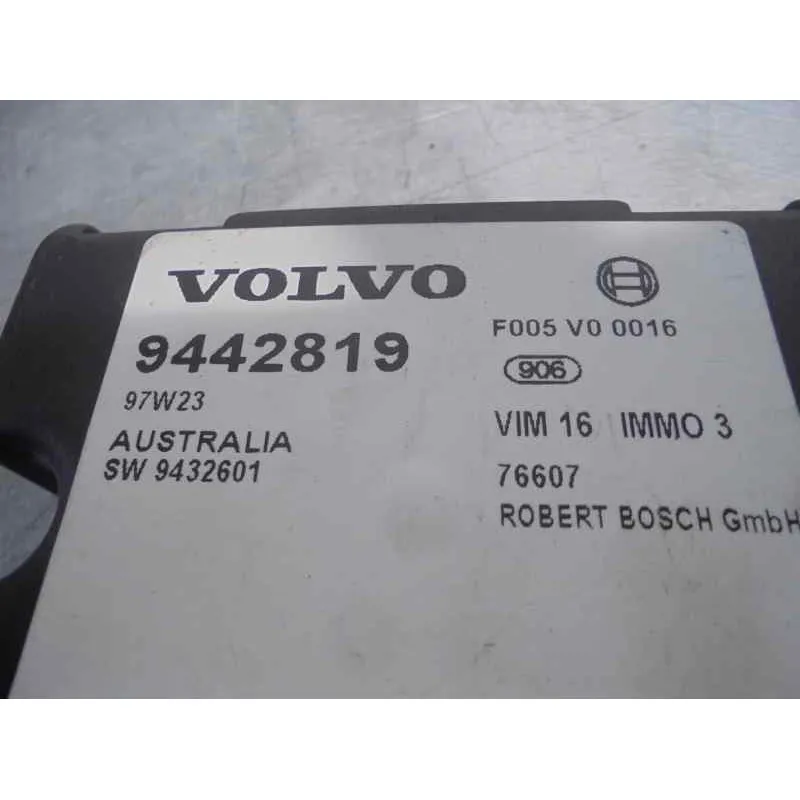 VOLVO
9442819
97W23
AUSTRALIA
SW 9432601
F005 V0 0016
906
VIM 16 IMMO 3
76607
ROBERT BOSCH GmbH